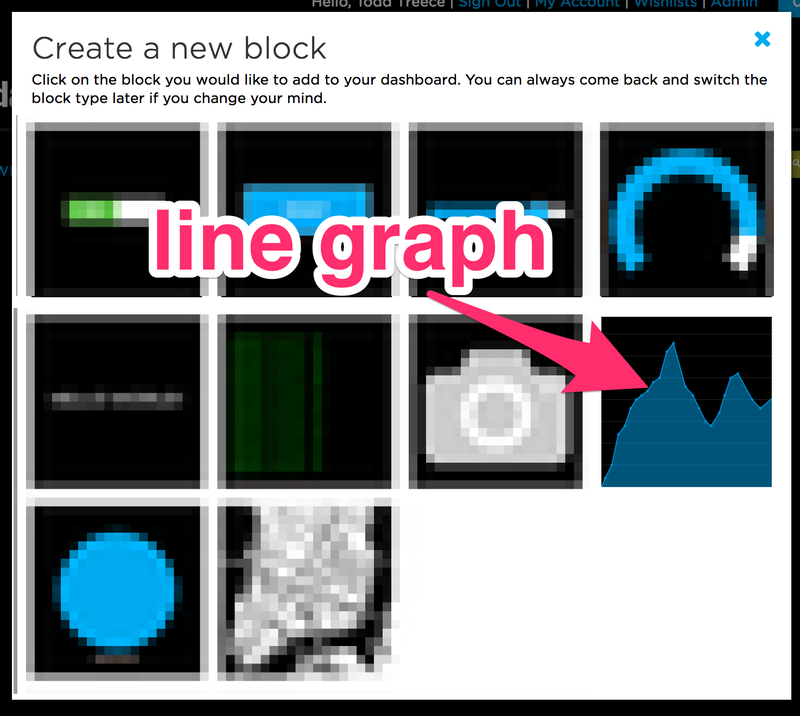 Hello, Todd Treece | Sign Out | My Account | Wishlists | Admin
Create a new block
Click on the block you would like to add to your dashboard. You can always come back and switch the
block type later if you change your mind.
line graph